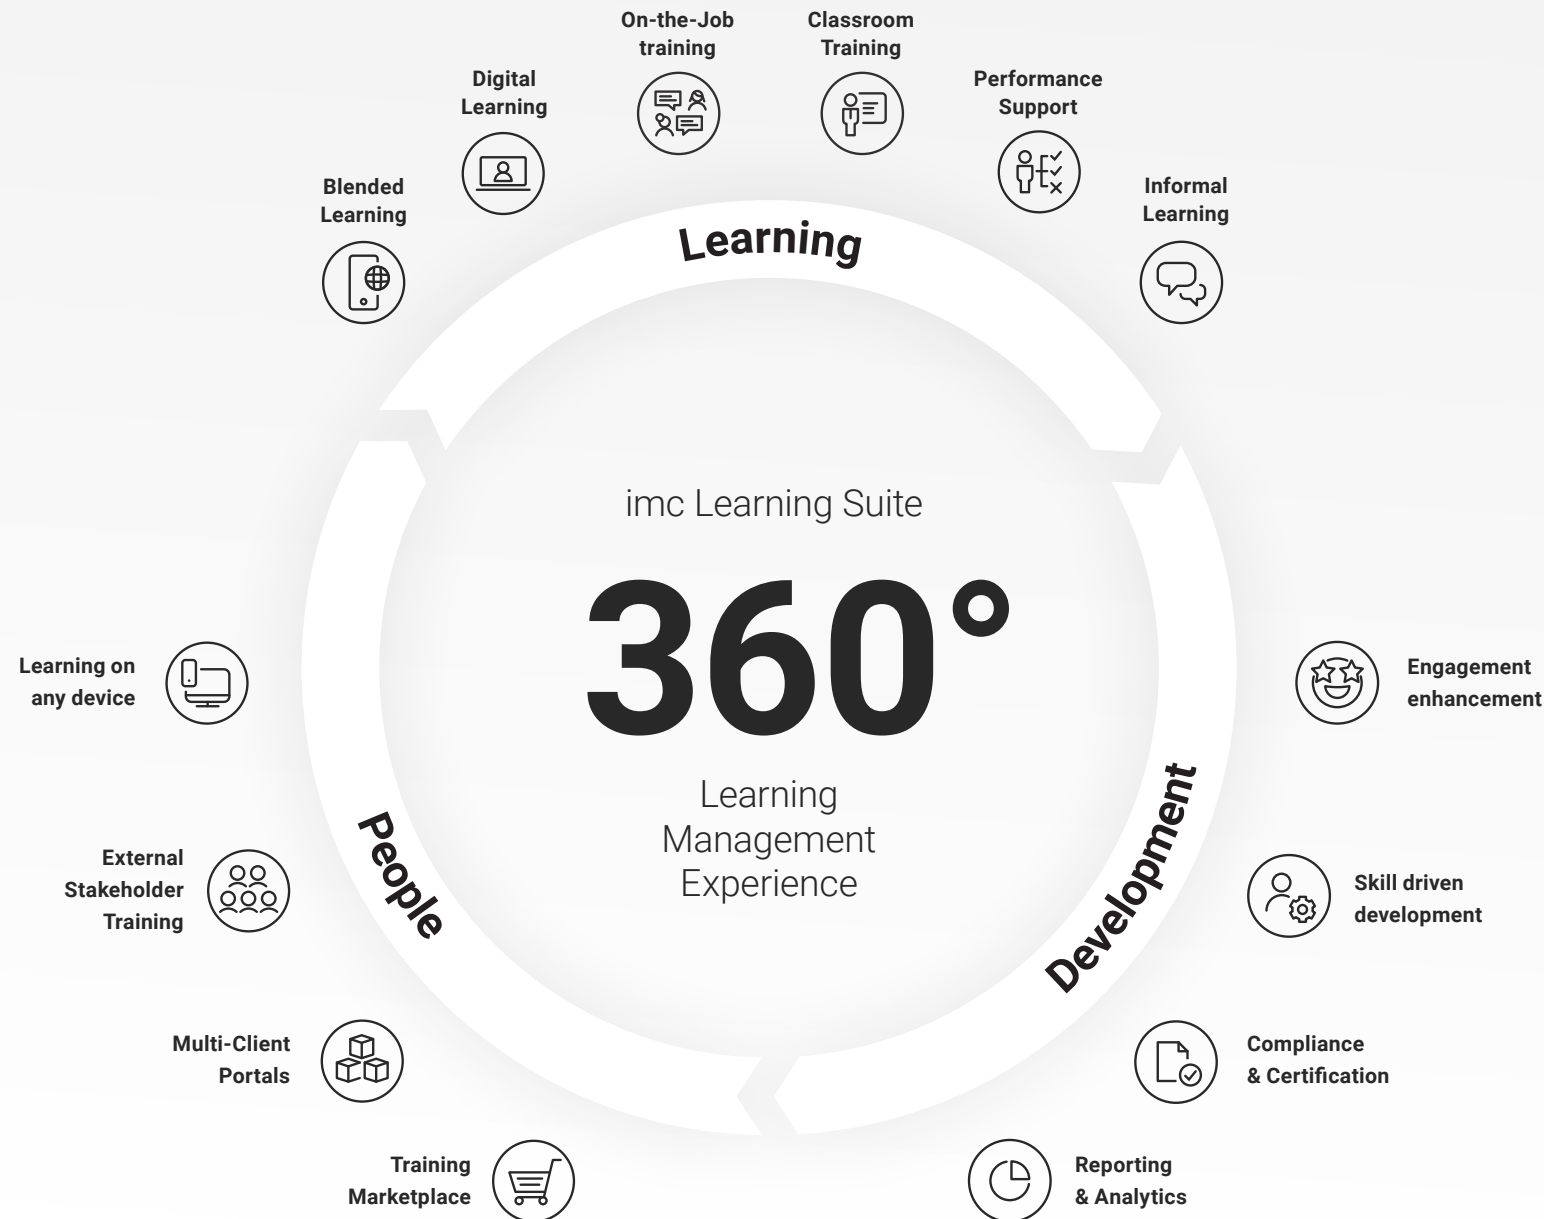 On-the-Job
training
Classroom
Training
Digital
Learning
Performance
Support
Blended
Learning
Informal
Learning
Learning
imc Learning Suite
360°
Learning
Management
Experience
Learning on
any device
Engagement
enhancement
People
Development
External
Stakeholder
Training
Skill driven
development
Multi-Client
Portals
Compliance
& Certification
Training
Marketplace
Reporting
& Analytics